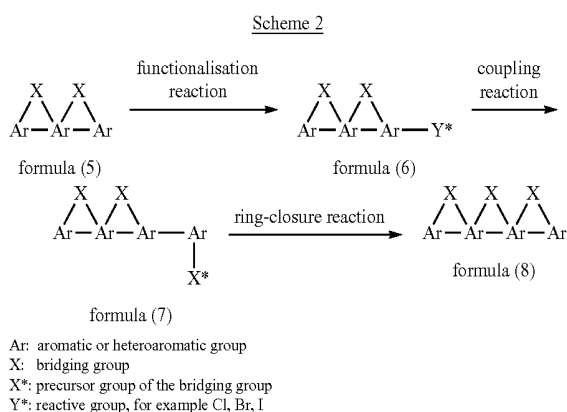 Scheme 2
functionalisation
reaction
coupling
reaction
X X
Ar—Ar—Ar
X X
Ar—Ar—Ar—Y*
formula (5)
formula (6)
X X
Ar—Ar—Ar—Ar
X*
ring-closure reaction
X X X
Ar—Ar—Ar—Ar
formula (7)
formula (8)
Ar: aromatic or heteroaromatic group
X: bridging group
X*: precursor group of the bridging group
Y*: reactive group, for example Cl, Br, I